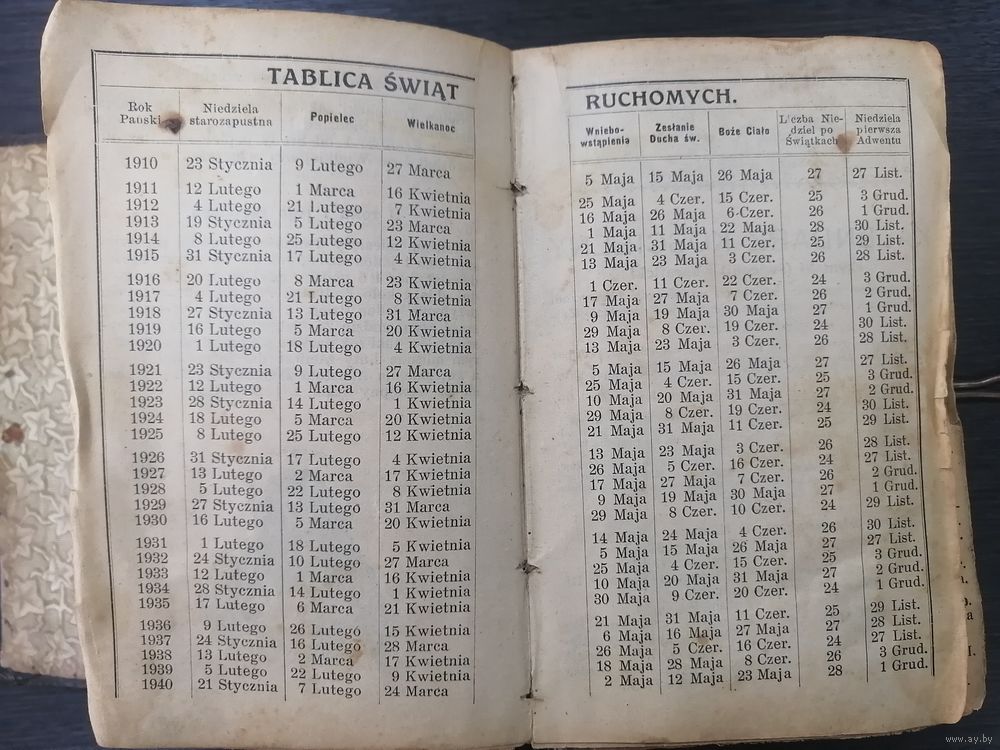 TABLICA ŚWIĄT
Rok Pański Niedziela starozapustna Popielec Wielkanoc
1910 23 Stycznia 9 Lutego 27 Marca
1911 12 Lutego 1 Marca 16 Kwietnia
1912 4 Lutego 21 Lutego 7 Kwietnia
1913 19 Stycznia 5 Lutego 23 Marca
1914 8 Lutego 25 Lutego 12 Kwietnia
1915 31 Stycznia 17 Lutego 4 Kwietnia
1916 20 Lutego 8 Marca 23 Kwietnia
1917 4 Lutego 21 Lutego 8 Kwietnia
1918 27 Stycznia 13 Lutego 31 Marca
1919 16 Lutego 5 Marca 20 Kwietnia
1920 1 Lutego 18 Lutego 4 Kwietnia
1921 23 Stycznia 9 Lutego 27 Marca
1922 12 Lutego 1 Marca 16 Kwietnia
1923 28 Stycznia 14 Lutego 1 Kwietnia
1924 18 Lutego 5 Marca 20 Kwietnia
1925 8 Lutego 25 Lutego 12 Kwietnia
1926 31 Stycznia 17 Lutego 4 Kwietnia
1927 13 Lutego 2 Marca 17 Kwietnia
1928 5 Lutego 22 Lutego 8 Kwietnia
1929 27 Stycznia 13 Lutego 31 Marca
1930 16 Lutego 5 Marca 20 Kwietnia
1931 1 Lutego 18 Lutego 5 Kwietnia
1932 24 Stycznia 10 Lutego 27 Marca
1933 12 Lutego 1 Marca 16 Kwietnia
1934 28 Stycznia 14 Lutego 1 Kwietnia
1935 17 Lutego 6 Marca 21 Kwietnia
1936 9 Lutego 26 Lutego 15 Kwietnia
1937 24 Stycznia 16 Lutego 28 Marca
1938 13 Lutego 2 Marca 17 Kwietnia
1939 5 Lutego 22 Lutego 9 Kwietnia
1940 21 Stycznia 7 Lutego 24 Marca
RUCHOMYCH.
Wniebo-wstąpienia Zesłanie Ducha św. Boże Ciało Liczba Nie-dziel po Świątkach Niedziela pierwsza Adwentu
5 Maja 15 Maja 26 Maja 27 27 List.
25 Maja 4 Czer. 15 Czer. 25 3 Grud.
16 Maja 26 Maja 6 Czer. 26 1 Grud.
1 Maja 11 Maja 22 Maja 28 30 List.
21 Maja 31 Maja 11 Czer. 25 29 List.
13 Maja 23 Maja 3 Czer. 26 28 List.
1 Czer. 11 Czer. 22 Czer. 24 3 Grud.
17 Maja 27 Maja 7 Czer. 26 2 Grud.
9 Maja 19 Maja 30 Maja 27 1 Grud.
29 Maja 8 Czer. 19 Czer. 24 30 List.
13 Maja 23 Maja 3 Czer. 26 28 List.
5 Maja 15 Maja 26 Maja 27 27 List.
25 Maja 4 Czer. 15 Czer. 25 3 Grud.
10 Maja 20 Maja 31 Maja 27 2 Grud.
29 Maja 8 Czer. 19 Czer. 24 30 List.
21 Maja 31 Maja 11 Czer. 25 29 List.
13 Maja 23 Maja 3 Czer. 26 28 List.
26 Maja 5 Czer. 16 Czer. 24 27 List.
17 Maja 27 Maja 7 Czer. 26 2 Grud.
9 Maja 19 Maja 30 Maja 27 1 Grud.
29 Maja 8 Czer. 10 Czer. 24 29 List.
14 Maja 24 Maja 4 Czer. 26 30 List.
5 Maja 15 Maja 26 Maja 27 27 List.
25 Maja 4 Czer. 15 Czer. 25 3 Grud.
10 Maja 20 Maja 31 Maja 27 2 Grud.
30 Maja 9 Czer. 20 Czer. 24 1 Grud.
21 Maja 31 Maja 11 Czer. 25 29 List.
6 Maja 16 Maja 27 Maja 27 28 List.
26 Maja 5 Czer. 16 Czer. 24 27 List.
18 Maja 28 Maja 8 Czer. 26 3 Grud.
2 Maja 12 Maja 23 Maja 28 1 Grud.
www.ay.by